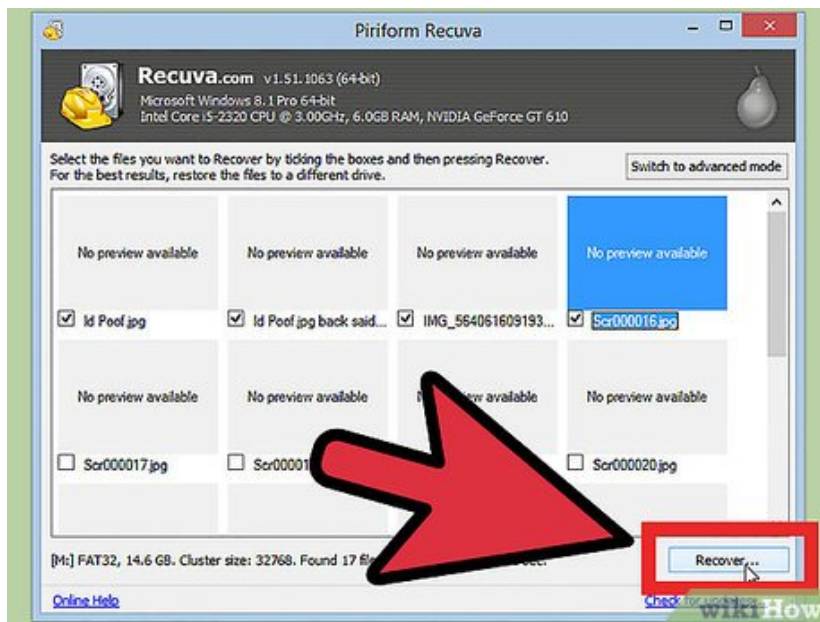 Piriform Recuva
Recuva.com v1.51.1063 (64-bit)
Microsoft Windows 8.1 Pro 64-bit
Intel Core i5-2320 CPU @ 3.00GHz, 6.0GB RAM, NVIDIA GeForce GT 610
Select the files you want to Recover by ticking the boxes and then pressing Recover.
For the best results, restore the files to a different drive.
Switch to advanced mode
No preview available No preview available No preview available No preview available
Id Poof.jpg Id Poof.jpg back said... IMG_564061609193... Scr000016.jpg
No preview available No preview available available No preview available
Scr000017.jpg Scr000020.jpg
[M:] FAT32, 14.6 GB. Cluster size: 32768. Found 17
Recover...
Online Help Check for
wikiHow